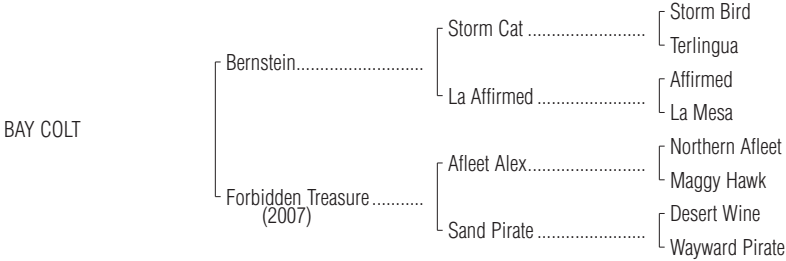 Storm Bird
Storm Cat ........................
Terlingua
Bernstein...........................
Affirmed
La Affirmed .......................
La Mesa
BAY COLT
Northern Afleet
Afleet Alex.........................
Maggy Hawk
Forbidden Treasure ...........
(2007)
Desert Wine
Sand Pirate .......................
Wayward Pirate